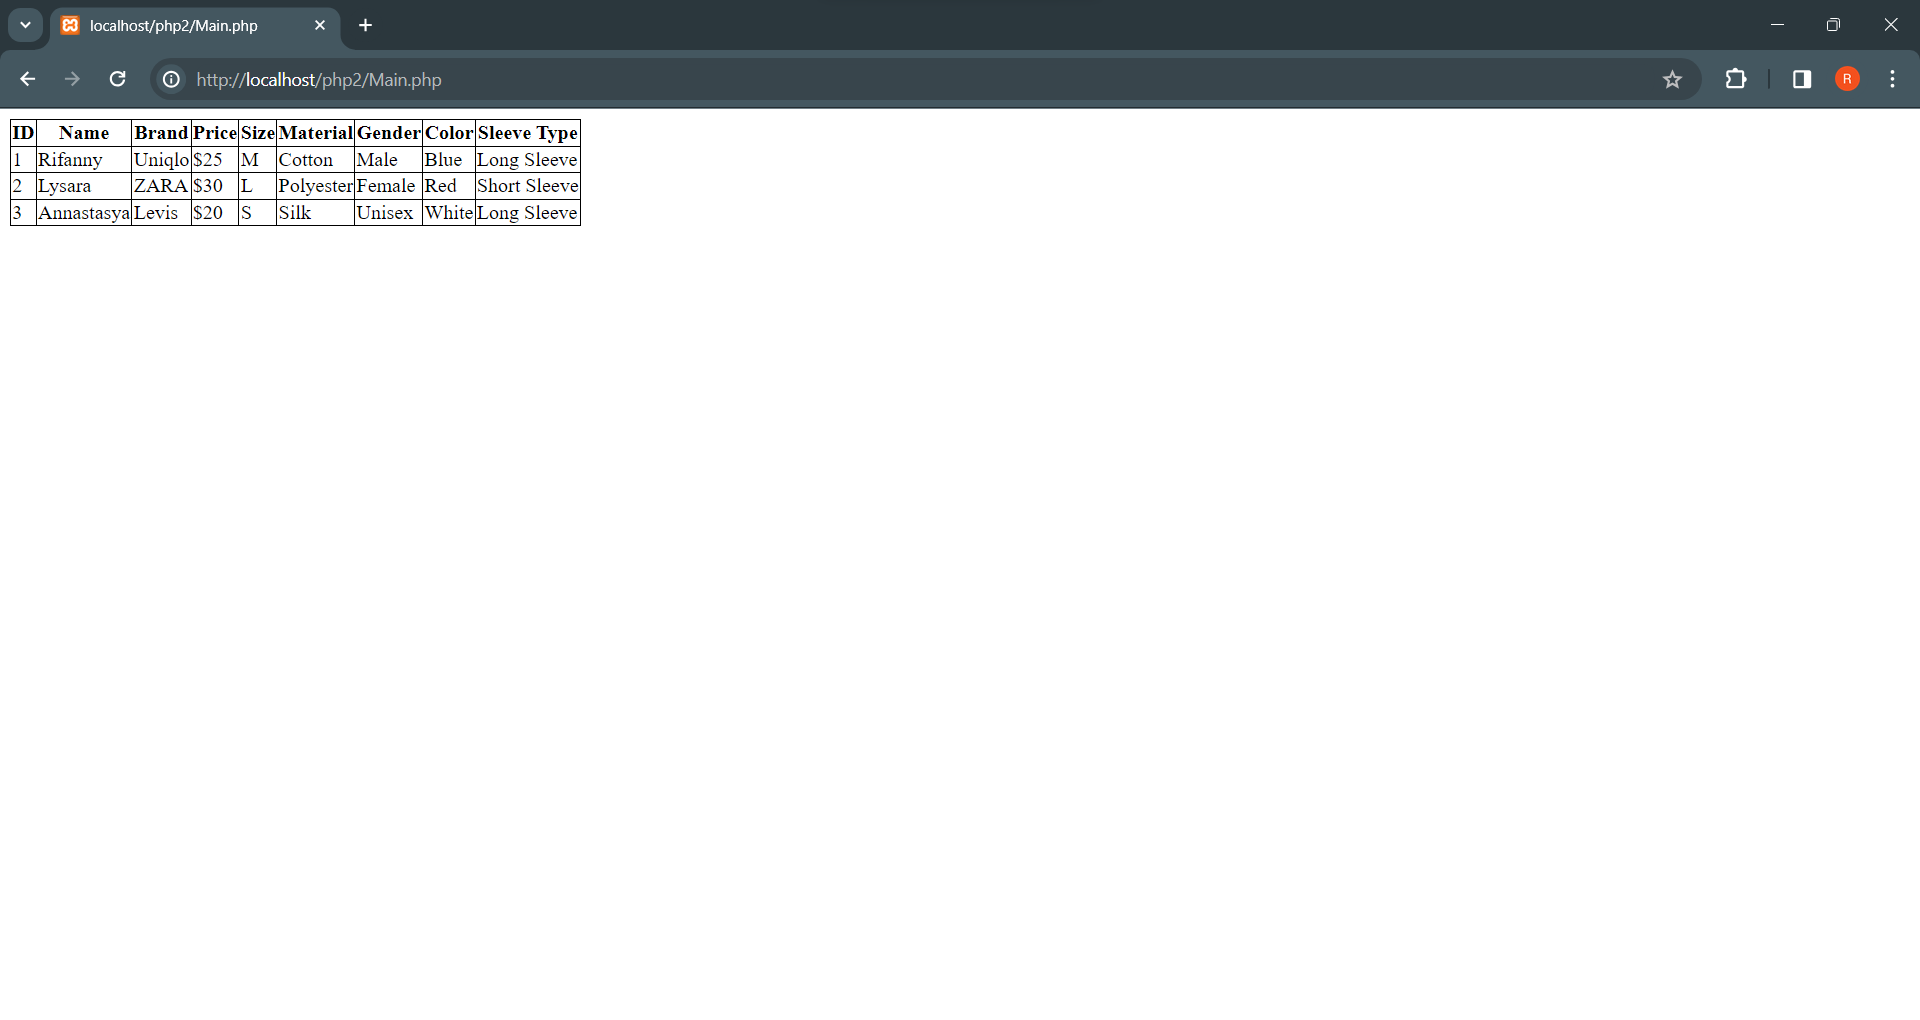 localhost/php2/Main.php
http://localhost/php2/Main.php
R
ID Name Brand Price Size Material Gender Color Sleeve Type
1 Rifanny Uniqlo $25 M Cotton Male Blue Long Sleeve
2 Lysara ZARA $30 L Polyester Female Red Short Sleeve
3 Annastasya Levis $20 S Silk Unisex White Long Sleeve